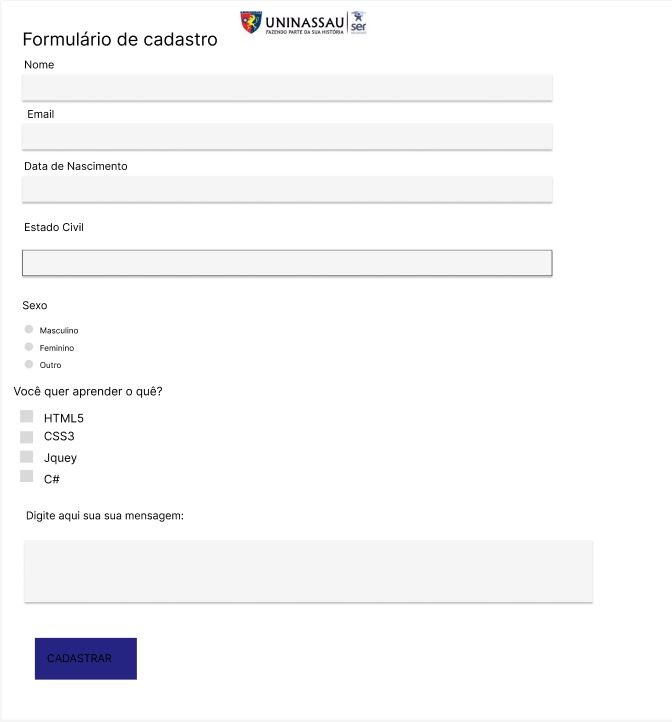 Formulário de cadastro
UNINASSAU
FAZENDO PARTE DA SUA HISTÓRIA
ser
Nome
Email
Data de Nascimento
Estado Civil
Sexo
Masculino
Feminino
Outro
Você quer aprender o quê?
HTML5
CSS3
Jquey
C#
Digite aqui sua sua mensagem:
CADASTRAR